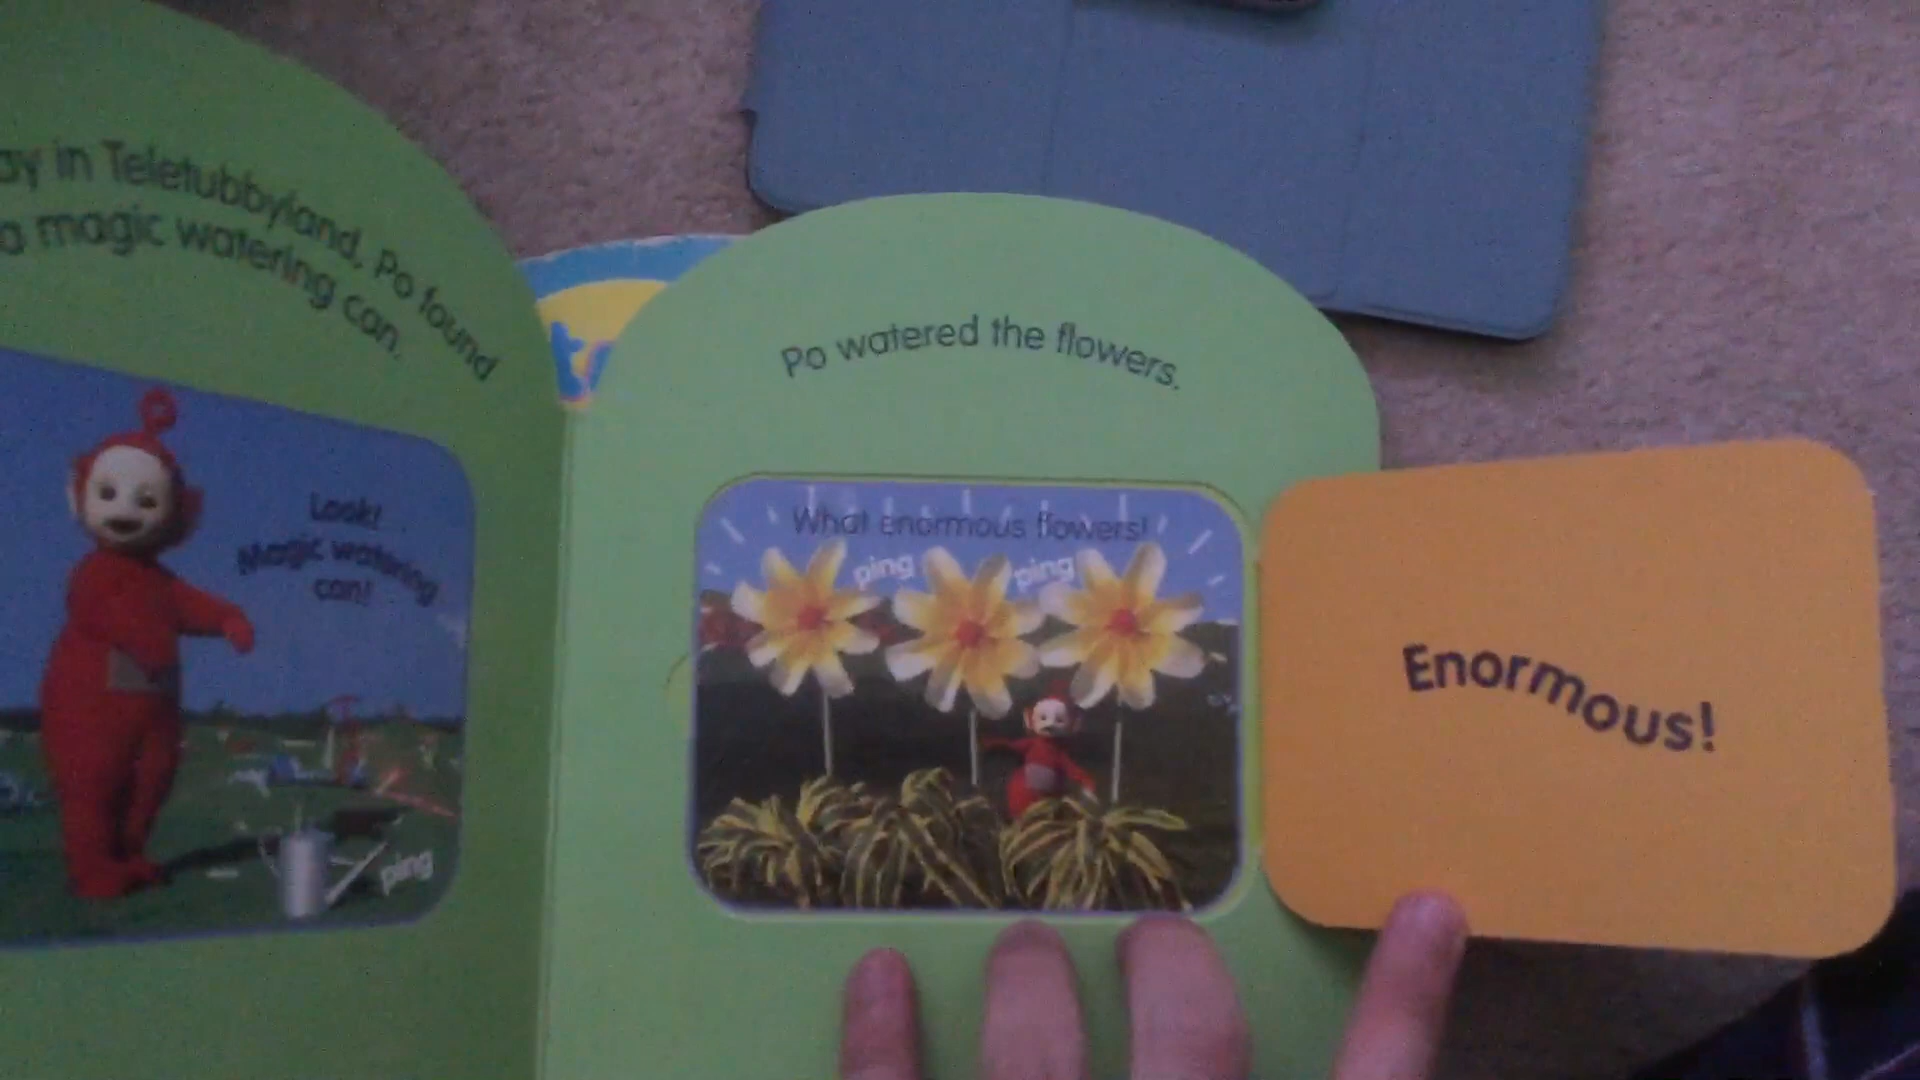 in Teletubbyland, Po found
a magic watering can.
Look!
Magic watering
can!
ping
Po watered the flowers.
What enormous flowers!
ping ping
Enormous!